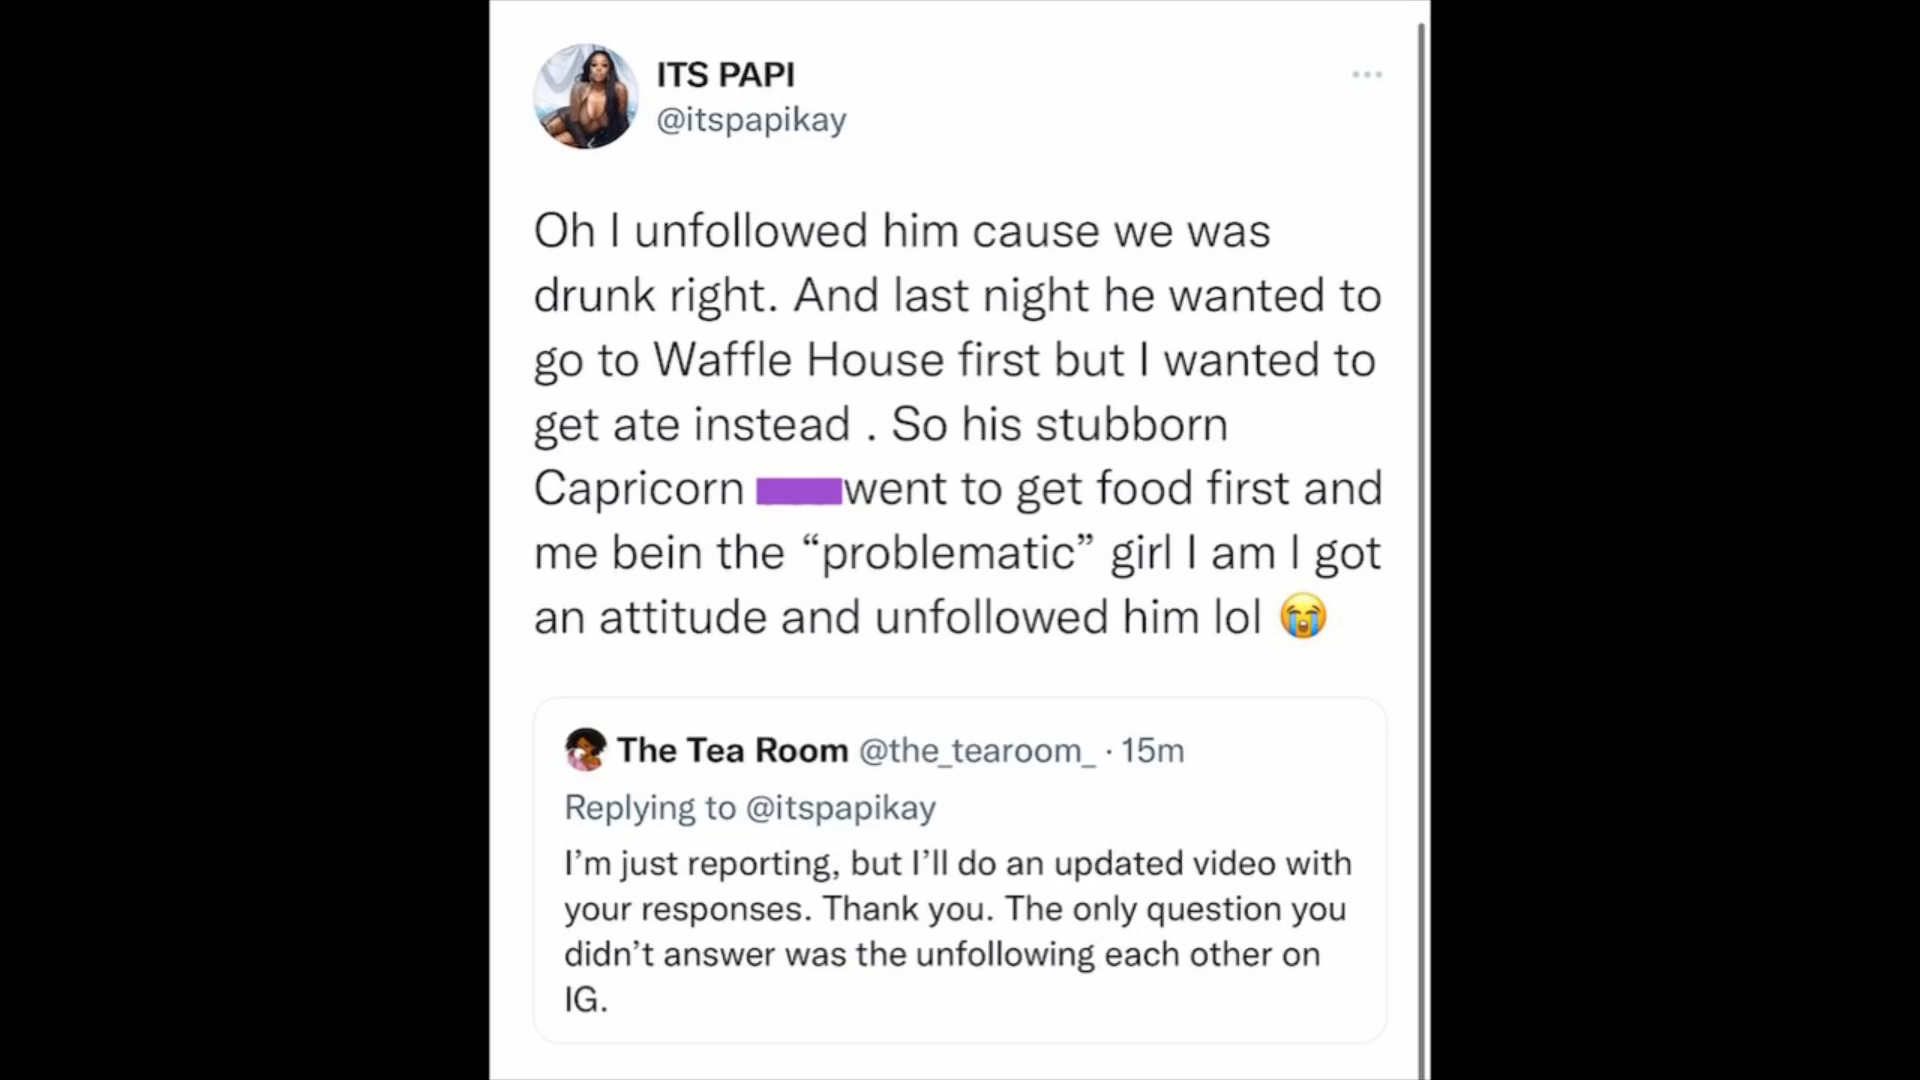 ITS PAPI
@itspapikay
Oh I unfollowed him cause we was
drunk right. And last night he wanted to
go to Waffle House first but I wanted to
get ate instead . So his stubborn
Capricorn went to get food first and
me bein the “problematic” girl I am I got
an attitude and unfollowed him lol 😭
The Tea Room @the_tearoom_ · 15m
Replying to @itspapikay
I’m just reporting, but I’ll do an updated video with
your responses. Thank you. The only question you
didn’t answer was the unfollowing each other on
IG.